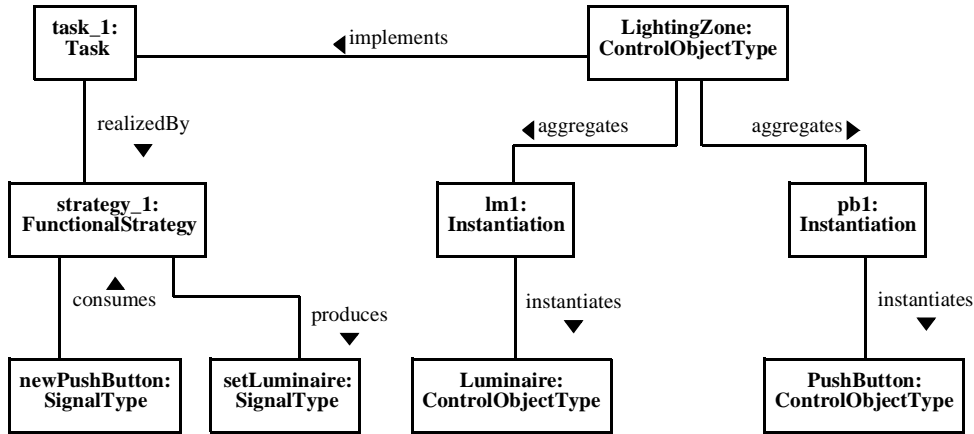 task_1:
Task
implements
LightingZone:
ControlObjectType
realizedBy
aggregates
aggregates
strategy_1:
FunctionalStrategy
lm1:
Instantiation
pb1:
Instantiation
consumes
produces
instantiates
instantiates
newPushButton:
SignalType
setLuminaire:
SignalType
Luminaire:
ControlObjectType
PushButton:
ControlObjectType